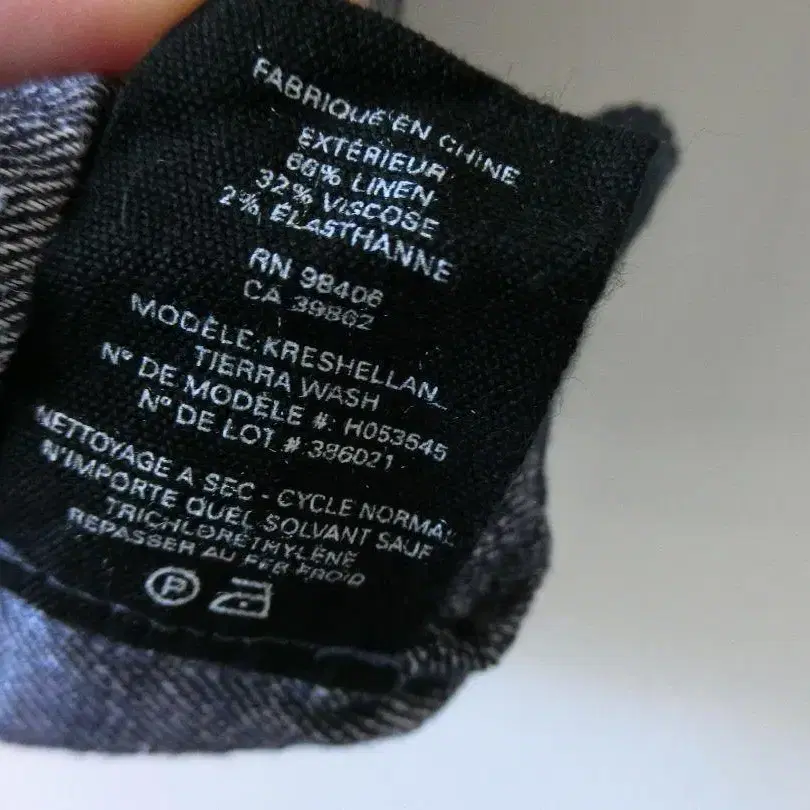 FABRIQUÉ EN CHINE
EXTÉRIEUR
66% LINEN
32% VISCOSE
2% ÉLASTHANNE
RN 98406
CA 39862
MODÈLE: KRESHELLAN_
TIERRA WASH
N° DE MODÈLE #: H053545
N° DE LOT # 386021
NETTOYAGE A SEC - CYCLE NORMAL
N'IMPORTE QUEL SOLVANT SAUF
TRICHLORÉTHYLÈNE
REPASSER AU FER FROID
P